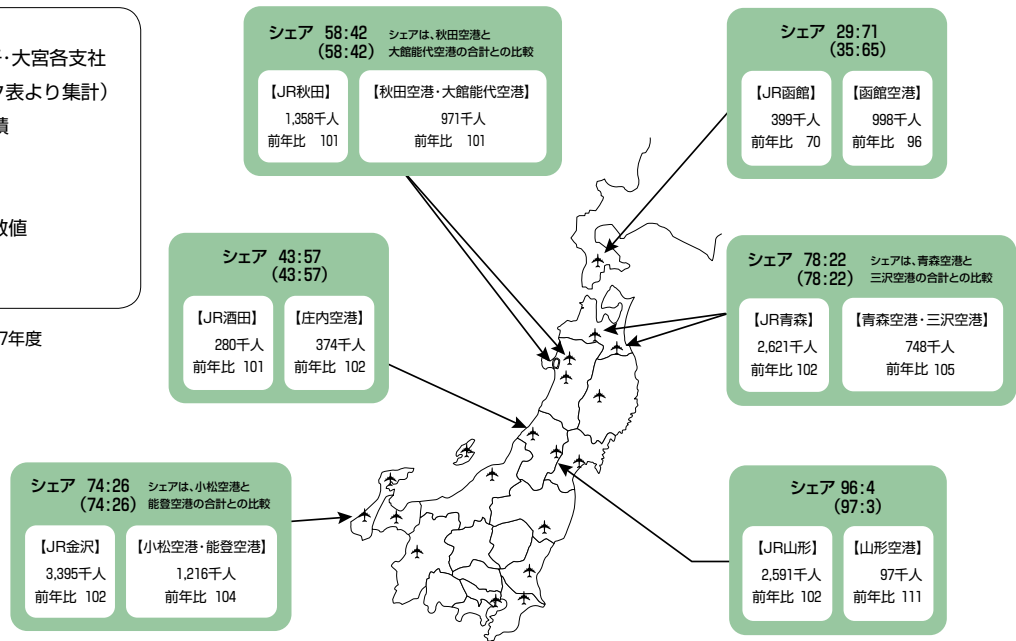 ・大宮各支社
表より集計）
績
数値
7年度
シェア 58:42
(58:42)
シェアは、秋田空港と
大館能代空港の合計との比較
【JR秋田】
1,358千人
前年比 101
【秋田空港・大館能代空港】
971千人
前年比 101
シェア 29:71
(35:65)
【JR函館】
399千人
前年比 70
【函館空港】
998千人
前年比 96
シェア 43:57
(43:57)
【JR酒田】
280千人
前年比 101
【庄内空港】
374千人
前年比 102
シェア 78:22
(78:22)
シェアは、青森空港と
三沢空港の合計との比較
【JR青森】
2,621千人
前年比 102
【青森空港・三沢空港】
748千人
前年比 105
シェア 74:26
(74:26)
シェアは、小松空港と
能登空港の合計との比較
【JR金沢】
3,395千人
前年比 102
【小松空港・能登空港】
1,216千人
前年比 104
シェア 96:4
(97:3)
【JR山形】
2,591千人
前年比 102
【山形空港】
97千人
前年比 111